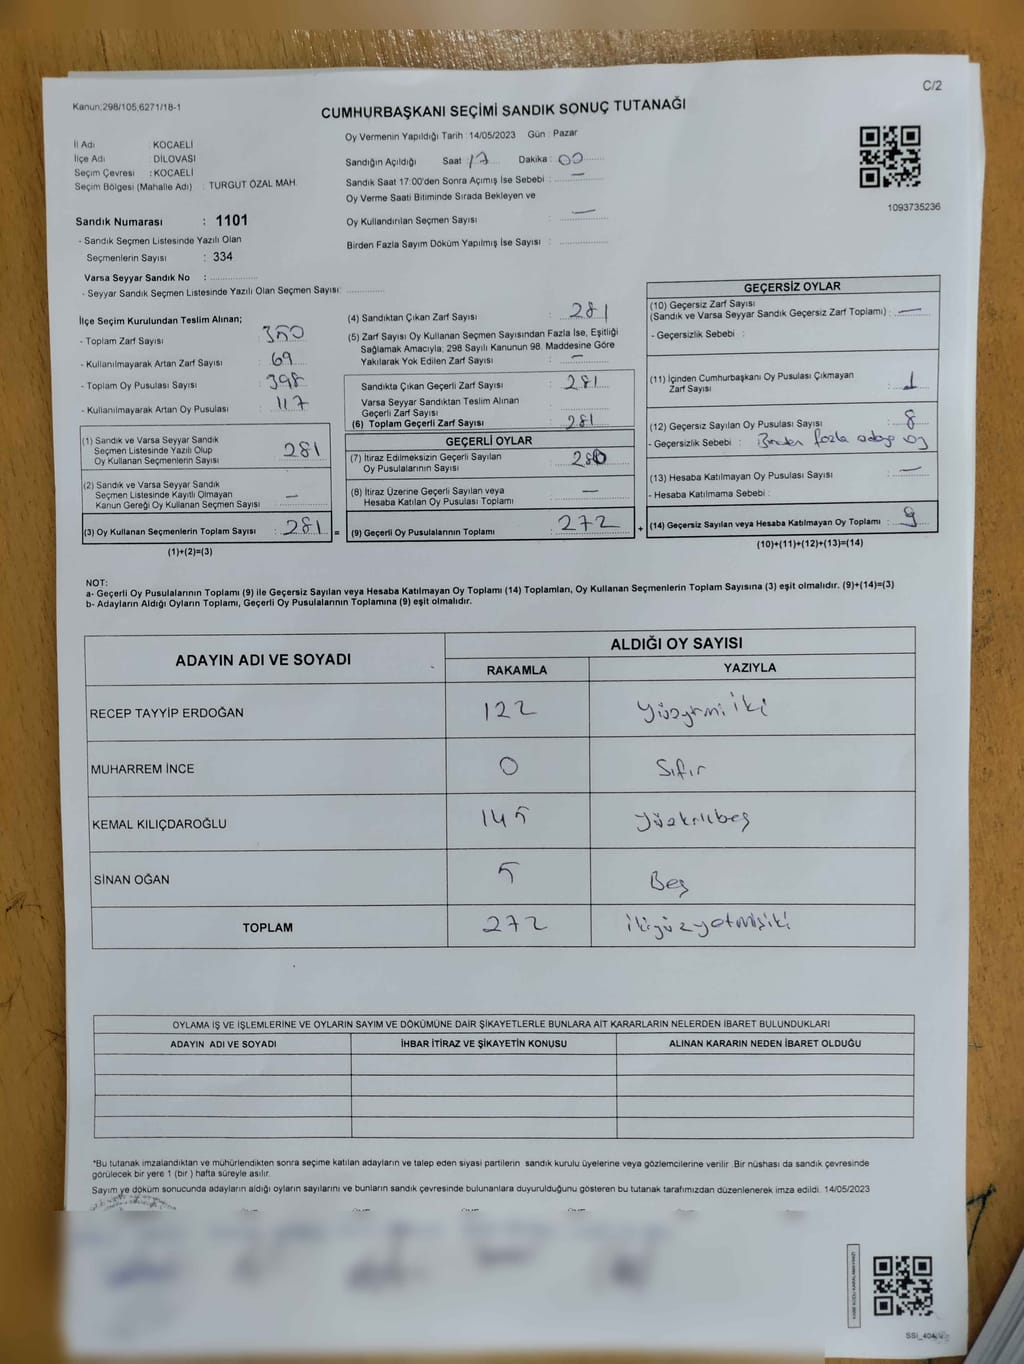 C/2
Kanun;298/105,6271/18-1
CUMHURBAŞKANI SEÇİMİ SANDIK SONUÇ TUTANAĞI
İl Adı : KOCAELİ
İlçe Adı : DİLOVASI
Seçim Çevresi : KOCAELİ
Seçim Bölgesi (Mahalle Adı) : TURGUT ÖZAL MAH.
Oy Vermenin Yapıldığı Tarih : 14/05/2023 Gün : Pazar
Sandığın Açıldığı Saat 17 Dakika : 00
Sandık Saat 17:00'den Sonra Açımış İse Sebebi : —
Oy Verme Saati Bitiminde Sırada Bekleyen ve
Oy Kullandırılan Seçmen Sayısı —
Birden Fazla Sayım Döküm Yapılmış İse Sayısı :
1093735236
Sandık Numarası : 1101
- Sandık Seçmen Listesinde Yazılı Olan
Seçmenlerin Sayısı : 334
Varsa Seyyar Sandık No :
- Seyyar Sandık Seçmen Listesinde Yazılı Olan Seçmen Sayısı:
İlçe Seçim Kurulundan Teslim Alınan;
- Toplam Zarf Sayısı : 350
- Kullanılmayarak Artan Zarf Sayısı : 69
- Toplam Oy Pusulası Sayısı : 398
- Kullanılmayarak Artan Oy Pusulası : 117
(1) Sandık ve Varsa Seyyar Sandık
Seçmen Listesinde Yazılı Olup
Oy Kullanan Seçmenlerin Sayısı : 281
(2) Sandık ve Varsa Seyyar Sandık
Seçmen Listesinde Kayıtlı Olmayan
Kanun Gereği Oy Kullanan Seçmen Sayısı : —
(3) Oy Kullanan Seçmenlerin Toplam Sayısı : 281 =
(1)+(2)=(3)
(4) Sandıktan Çıkan Zarf Sayısı : 281
(5) Zarf Sayısı Oy Kullanan Seçmen Sayısından Fazla İse, Eşitliği
Sağlamak Amacıyla; 298 Sayılı Kanunun 98. Maddesine Göre
Yakılarak Yok Edilen Zarf Sayısı : —
Sandıkta Çıkan Geçerli Zarf Sayısı : 281
Varsa Seyyar Sandıktan Teslim Alınan
Geçerli Zarf Sayısı :
(6) Toplam Geçerli Zarf Sayısı : 281
GEÇERLİ OYLAR
(7) İtiraz Edilmeksizin Geçerli Sayılan
Oy Pusulalarının Sayısı : 280
(8) İtiraz Üzerine Geçerli Sayılan veya
Hesaba Katılan Oy Pusulası Toplamı : —
(9) Geçerli Oy Pusulalarının Toplamı : 272 +
GEÇERSİZ OYLAR
(10) Geçersiz Zarf Sayısı
(Sandık ve Varsa Seyyar Sandık Geçersiz Zarf Toplamı) : —
- Geçersizlik Sebebi :
(11) İçinden Cumhurbaşkanı Oy Pusulası Çıkmayan
Zarf Sayısı : 1
(12) Geçersiz Sayılan Oy Pusulası Sayısı : 8
- Geçersizlik Sebebi : Birden fazla adaya oy
(13) Hesaba Katılmayan Oy Pusulası Sayısı : —
- Hesaba Katılmama Sebebi :
(14) Geçersiz Sayılan veya Hesaba Katılmayan Oy Toplamı : 9
(10)+(11)+(12)+(13)=(14)
NOT:
a- Geçerli Oy Pusulalarının Toplamı (9) ile Geçersiz Sayılan veya Hesaba Katılmayan Oy Toplamı (14) Toplamları, Oy Kullanan Seçmenlerin Toplam Sayısına (3) eşit olmalıdır. (9)+(14)=(3)
b- Adayların Aldığı Oyların Toplamı, Geçerli Oy Pusulalarının Toplamına (9) eşit olmalıdır.
ADAYIN ADI VE SOYADI
ALDIĞI OY SAYISI
RAKAMLA YAZIYLA
RECEP TAYYİP ERDOĞAN 122 Yüzyirmiiki
MUHARREM İNCE 0 Sıfır
KEMAL KILIÇDAROĞLU 145 Yüzkırkbeş
SİNAN OĞAN 5 Beş
TOPLAM 272 İkiyüzyetmişiki
OYLAMA İŞ VE İŞLEMLERİNE VE OYLARIN SAYIM VE DÖKÜMÜNE DAİR ŞİKAYETLERLE BUNLARA AİT KARARLARIN NELERDEN İBARET BULUNDUKLARI
ADAYIN ADI VE SOYADI İHBAR İTİRAZ VE ŞİKAYETİN KONUSU ALINAN KARARIN NEDEN İBARET OLDUĞU
*Bu tutanak imzalandıktan ve mühürlendikten sonra seçime katılan adayların ve talep eden siyasi partilerin sandık kurulu üyelerine veya gözlemcilerine verilir .Bir nüshası da sandık çevresinde
görülecek bir yere 1 (bir ) hafta süreyle asılır.
Sayım ve döküm sonucunda adayların aldığı oyların sayılarını ve bunların sandık çevresinde bulunanlara duyurulduğunu gösteren bu tutanak tarafımızdan düzenlenerek imza edildi. 14/05/2023